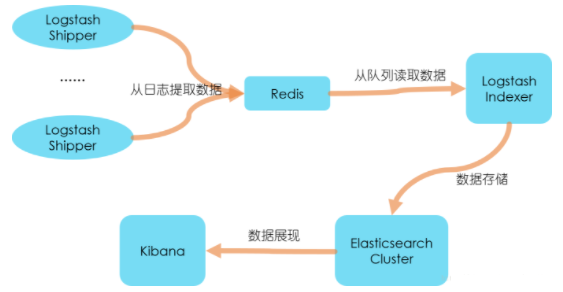 Logstash
Shipper
......
从日志提取数据
Logstash
Shipper
Redis
从队列读取数据
Logstash
Indexer
数据存储
Elasticsearch
Cluster
数据展现
Kibana